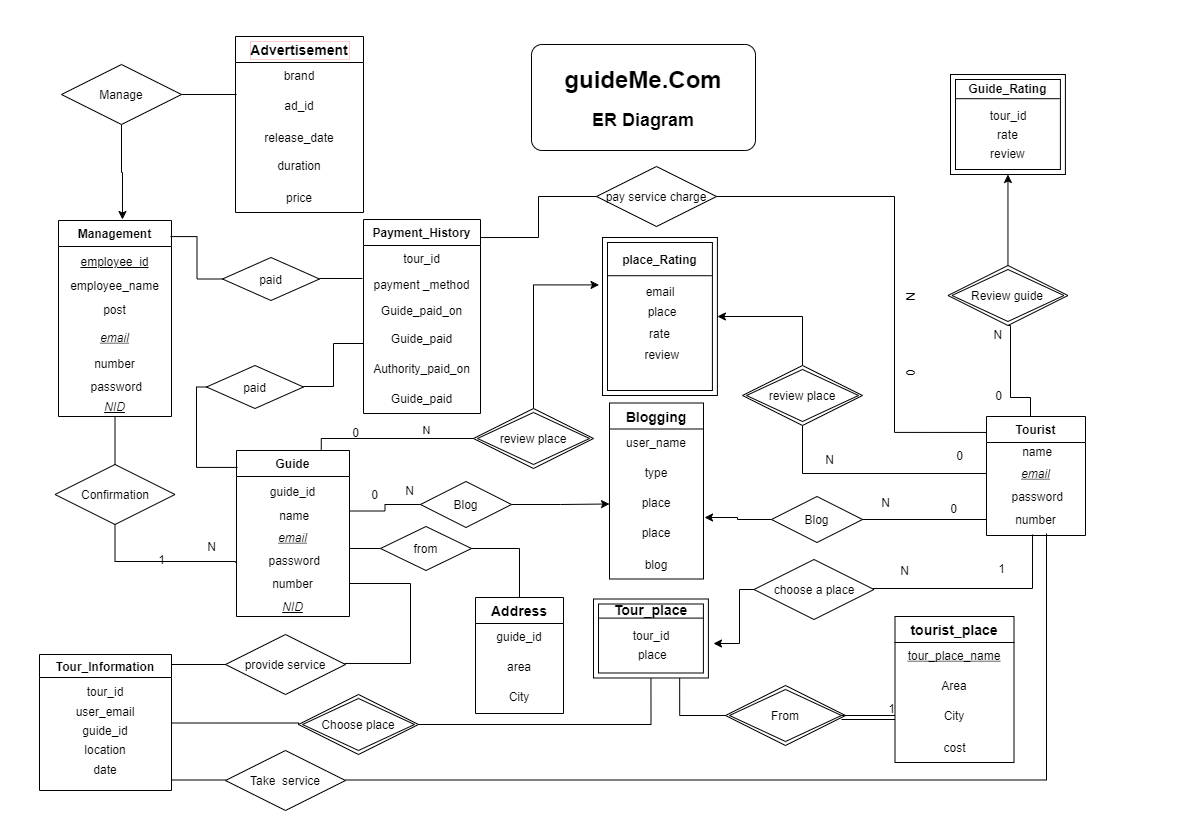 guideMe.Com
ER Diagram
Advertisement
brand
ad_id
release_date
duration
price
Manage
Guide_Rating
tour_id
rate
review
pay service charge
Management
employee_id
employee_name
post
email
number
password
NID
paid
Payment_History
tour_id
payment _method
Guide_paid_on
Guide_paid
Authority_paid_on
Guide_paid
place_Rating
email
place
rate
review
Review guide
N
0
N
0
paid
review place
0
N
review place
N
0
Blogging
user_name
type
place
place
blog
Tourist
name
email
password
number
Guide
guide_id
name
email
password
number
NID
Confirmation
1
N
0
N
Blog
Blog
N
0
from
choose a place
N
1
Address
guide_id
area
City
Tour_place
tour_id
place
tourist_place
tour_place_name
Area
City
cost
Tour_Information
tour_id
user_email
guide_id
location
date
provide service
Choose place
From
1
Take service